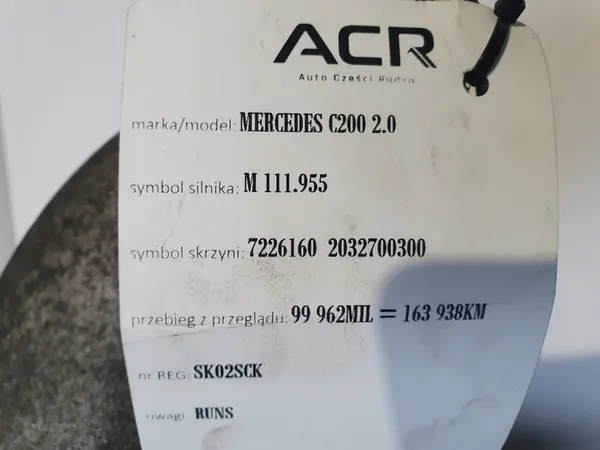 ACR
Auto Części Rudka
marka/model: MERCEDES C200 2.0
symbol silnika: M 111.955
symbol skrzyni: 7226160 2032700300
przebieg z przeglądu: 99 962MIL = 163 938KM
nr REG: SK02SCK
uwagi: RUNS